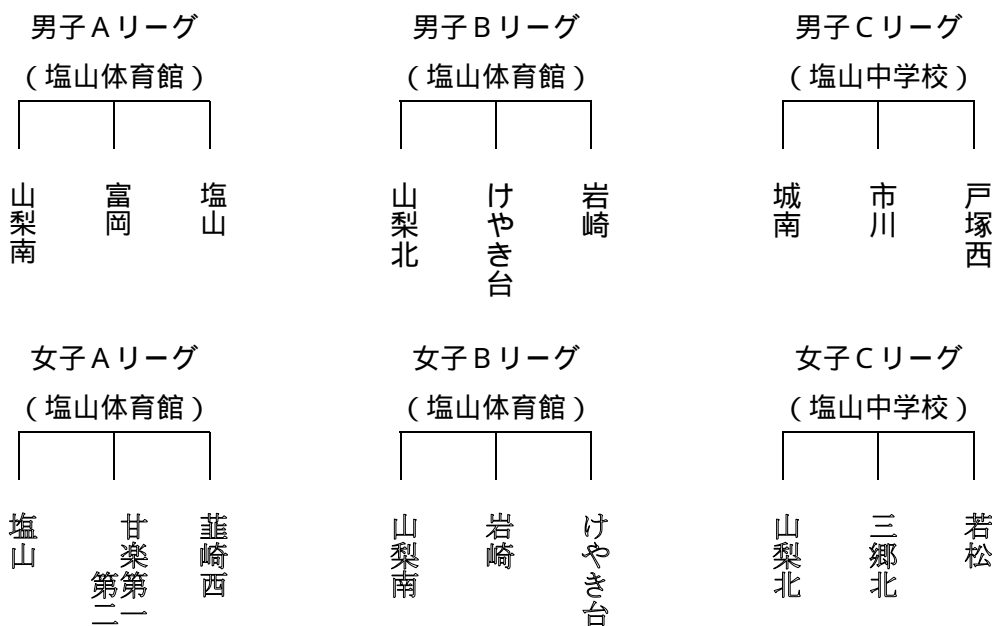 男子Aリーグ
(塩山体育館)
山梨南
富岡
塩山
男子Bリーグ
(塩山体育館)
山梨北
けやき台
岩崎
男子Cリーグ
(塩山中学校)
城南
市川
戸塚西
女子Aリーグ
(塩山体育館)
塩山
甘楽第一
第二
韮崎西
女子Bリーグ
(塩山体育館)
山梨南
岩崎
けやき台
女子Cリーグ
(塩山中学校)
山梨北
三郷北
若松